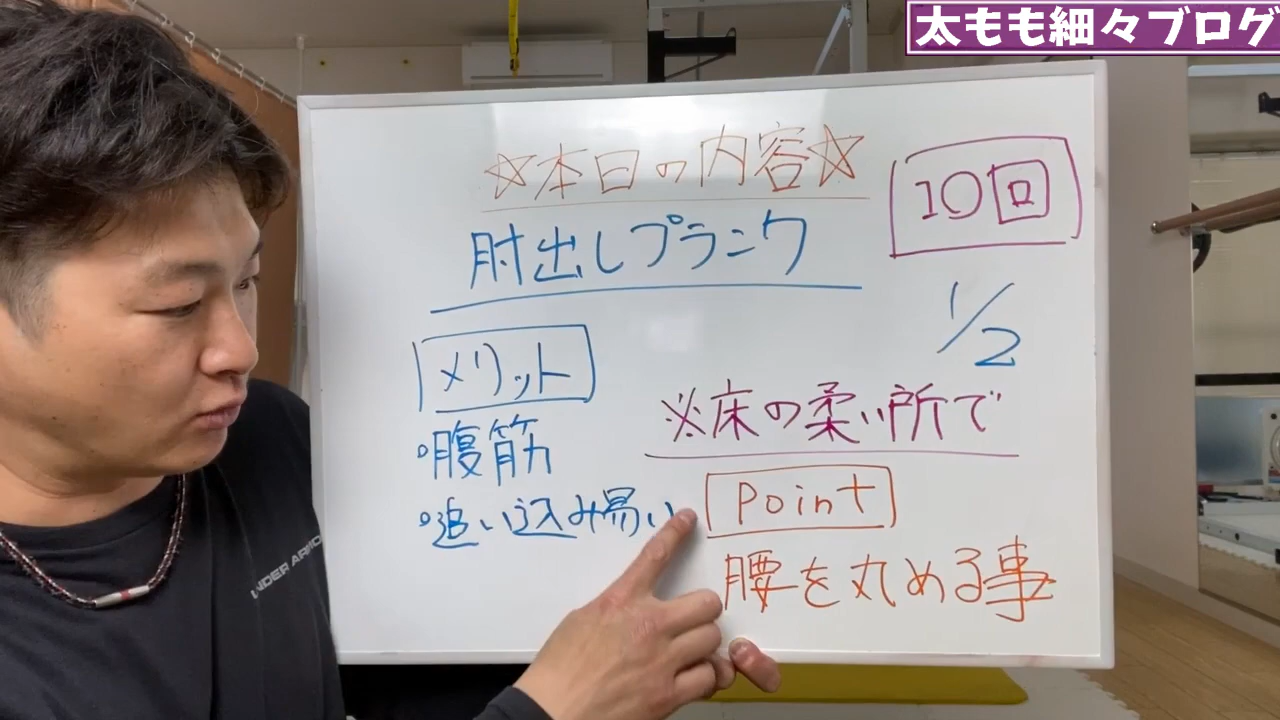 太もも細々ブログ
☆本日の内容☆
10回
肘出しプランク
1/2
メリット
・腹筋
・追い込み易い
※床の柔い所で
Point
腰を丸める事
UNDER ARMO